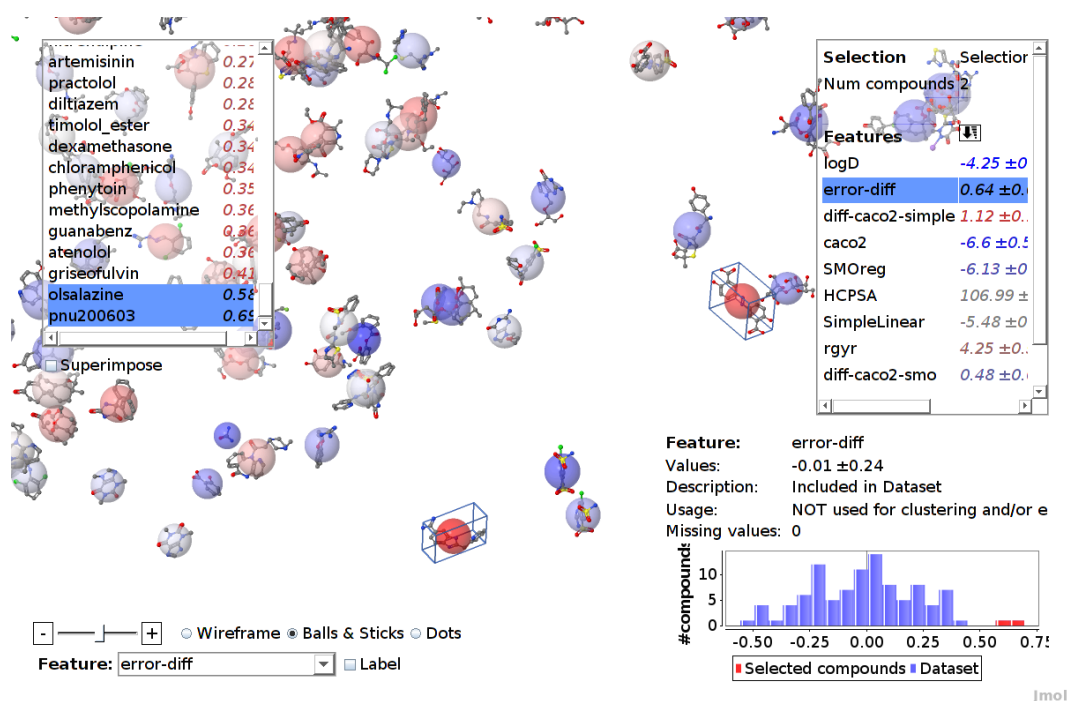 artemisinin 0.27
practolol 0.28
diltiazem 0.28
timolol_ester 0.34
dexamethasone 0.34
chloramphenicol 0.34
phenytoin 0.35
methylscopolamine 0.36
guanabenz 0.36
atenolol 0.36
griseofulvin 0.41
olsalazine 0.58
pnu200603 0.69
Superimpose
Selection Selection
Num compounds 2
Features
logD -4.25 ±0
error-diff 0.64 ±0.
diff-caco2-simple 1.12 ±0..
caco2 -6.6 ±0.5
SMOreg -6.13 ±0.
HCPSA 106.99 ±
SimpleLinear -5.48 ±0
rgyr 4.25 ±0..
diff-caco2-smo 0.48 ±0.
Feature: error-diff
Values: -0.01 ±0.24
Description: Included in Dataset
Usage: NOT used for clustering and/or e
Missing values: 0
#compounds
10
5
0
-0.50 -0.25 0.00 0.25 0.50 0.75
Selected compounds Dataset
- + Wireframe Balls & Sticks Dots
Feature: error-diff Label
Jmol